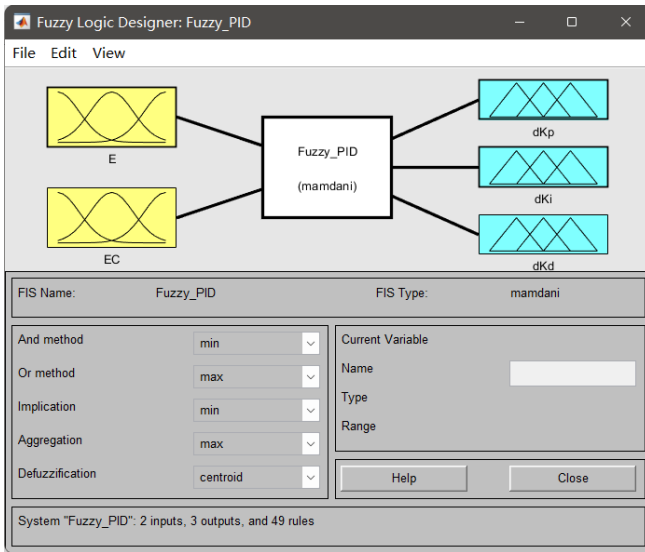 Fuzzy Logic Designer: Fuzzy_PID
File Edit View
E
EC
Fuzzy_PID
(mamdani)
dKp
dKi
dKd
FIS Name: Fuzzy_PID FIS Type: mamdani
And method min
Or method max
Implication min
Aggregation max
Defuzzification centroid
Current Variable
Name
Type
Range
Help Close
System "Fuzzy_PID": 2 inputs, 3 outputs, and 49 rules